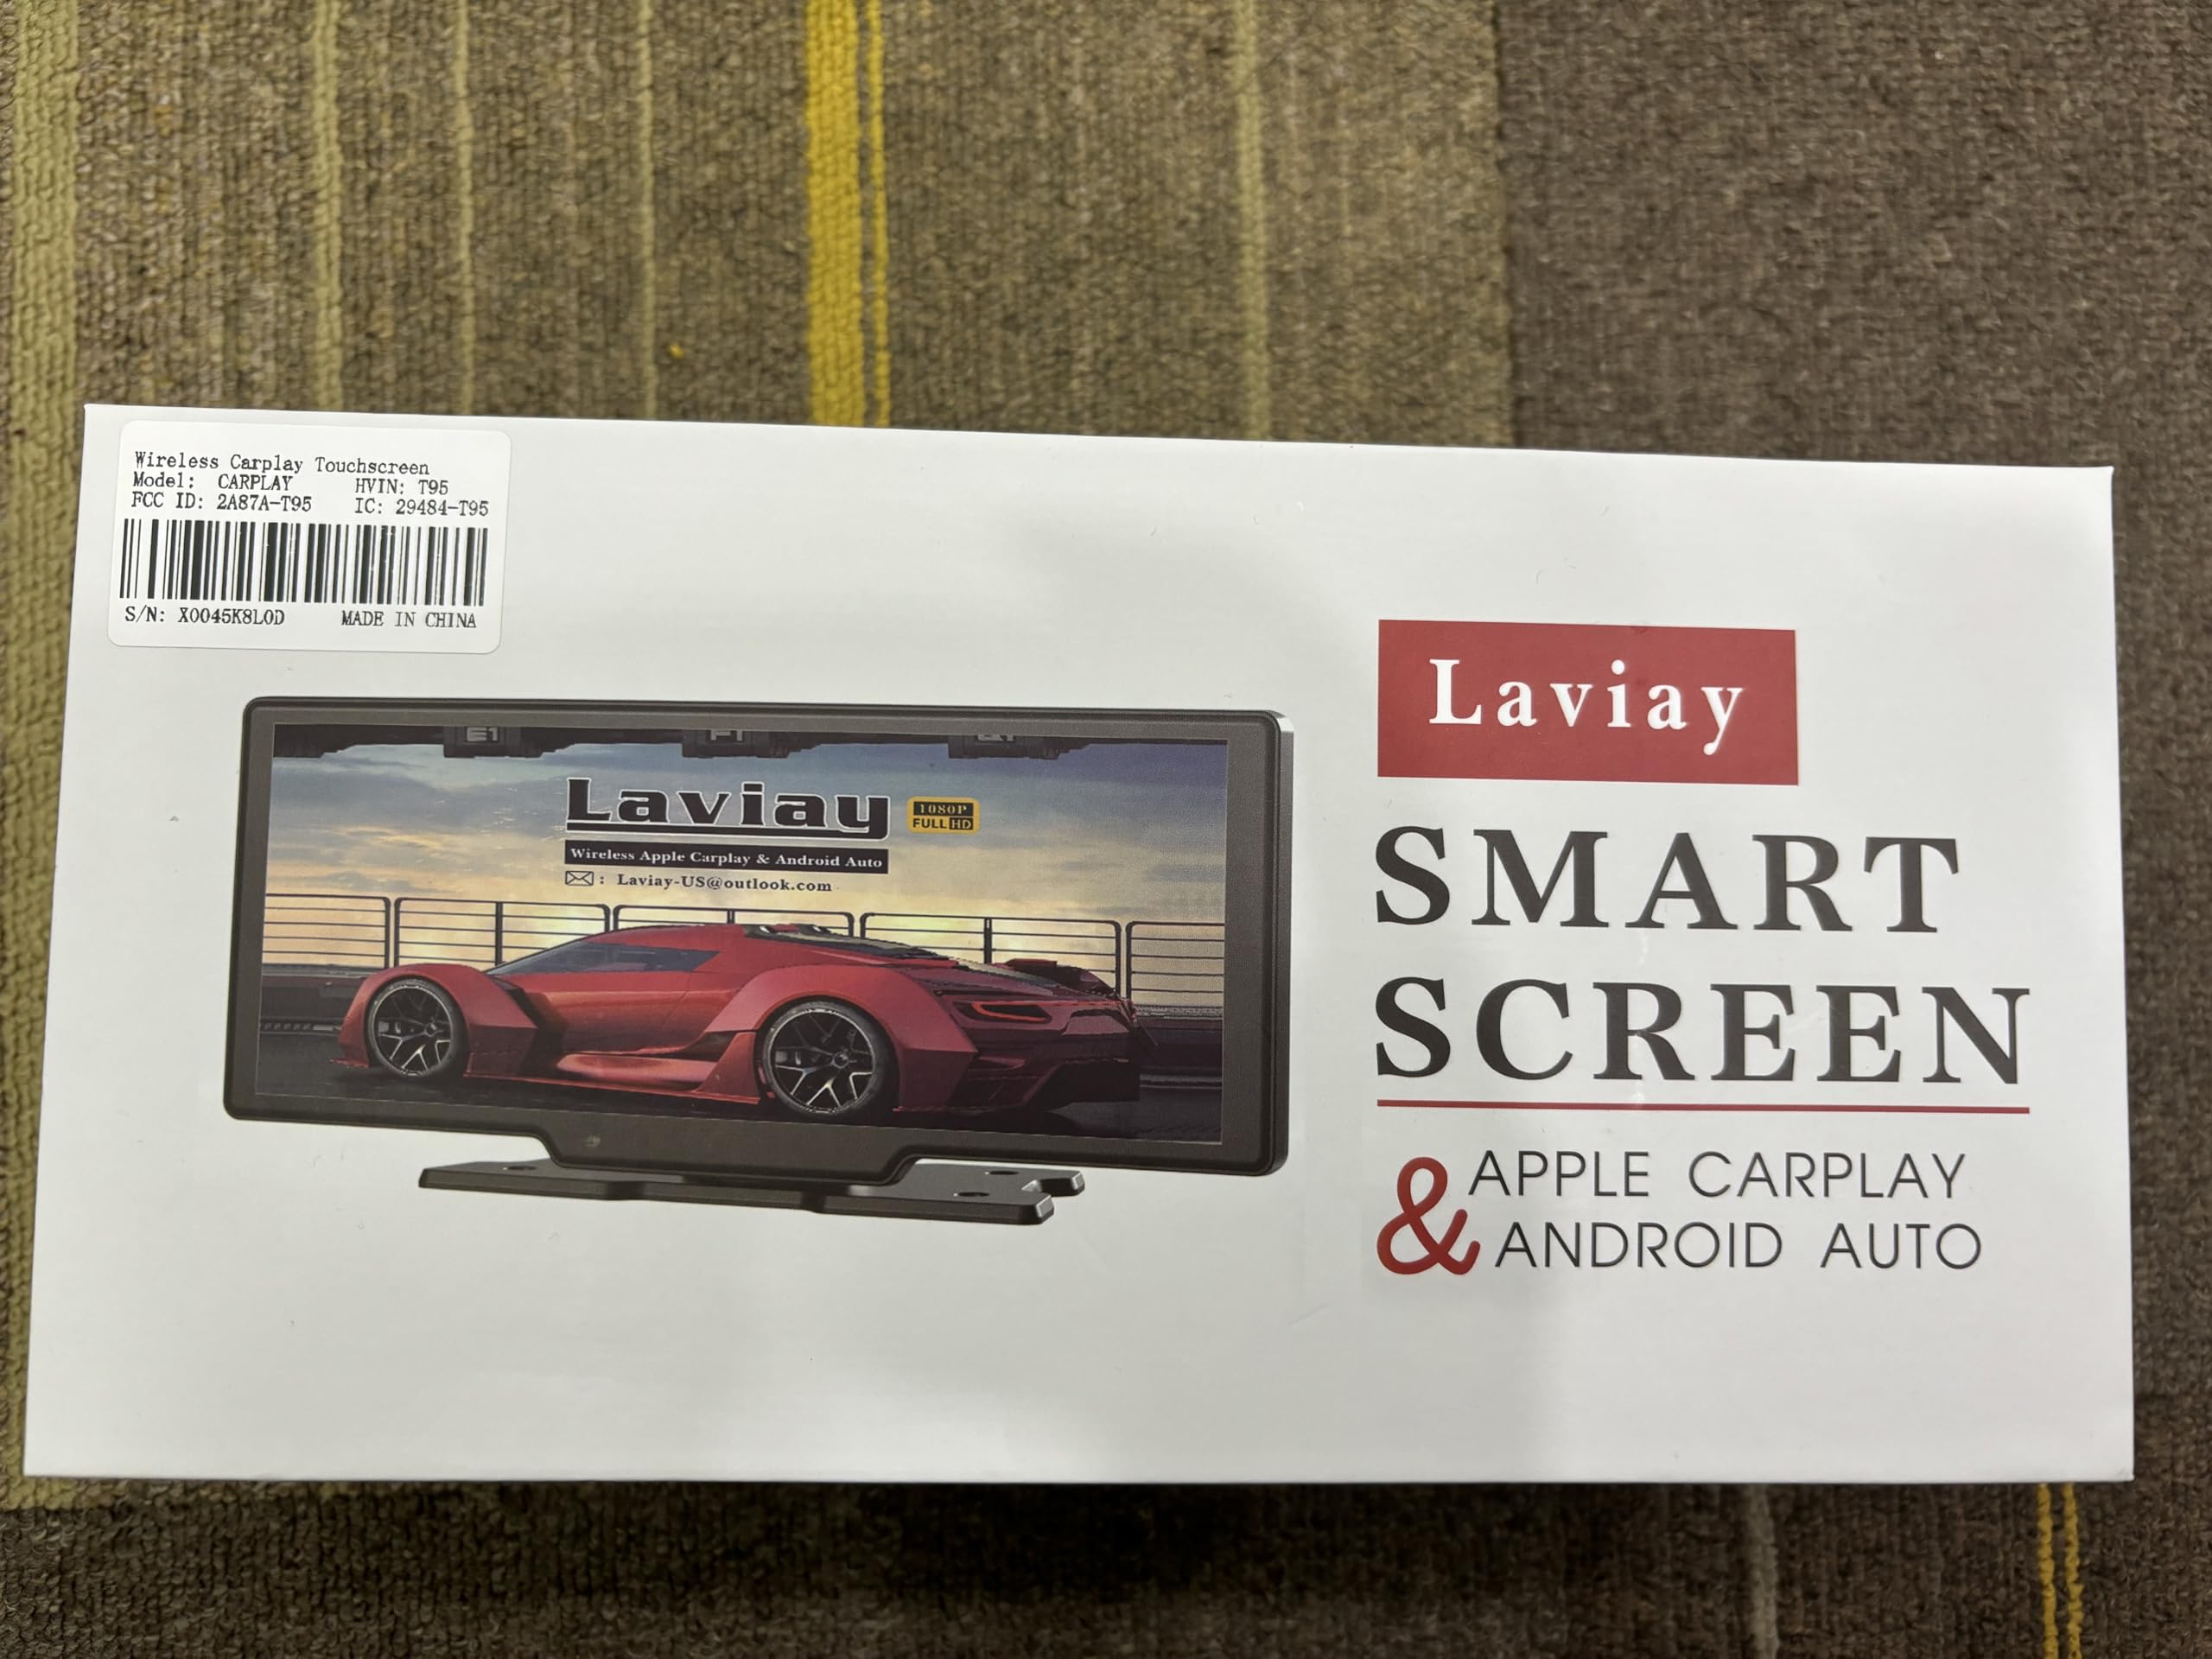 Wireless Carplay Touchscreen
Model: CARPLAY HVIN: T95
FCC ID: 2A87A-T95 IC: 29484-T95
S/N: X0045K8L0D MADE IN CHINA
E1 F1
Laviay 1080P FULL HD
Wireless Apple Carplay & Android Auto
: Laviay-US@outlook.com
Laviay
SMART
SCREEN
& APPLE CARPLAY
ANDROID AUTO